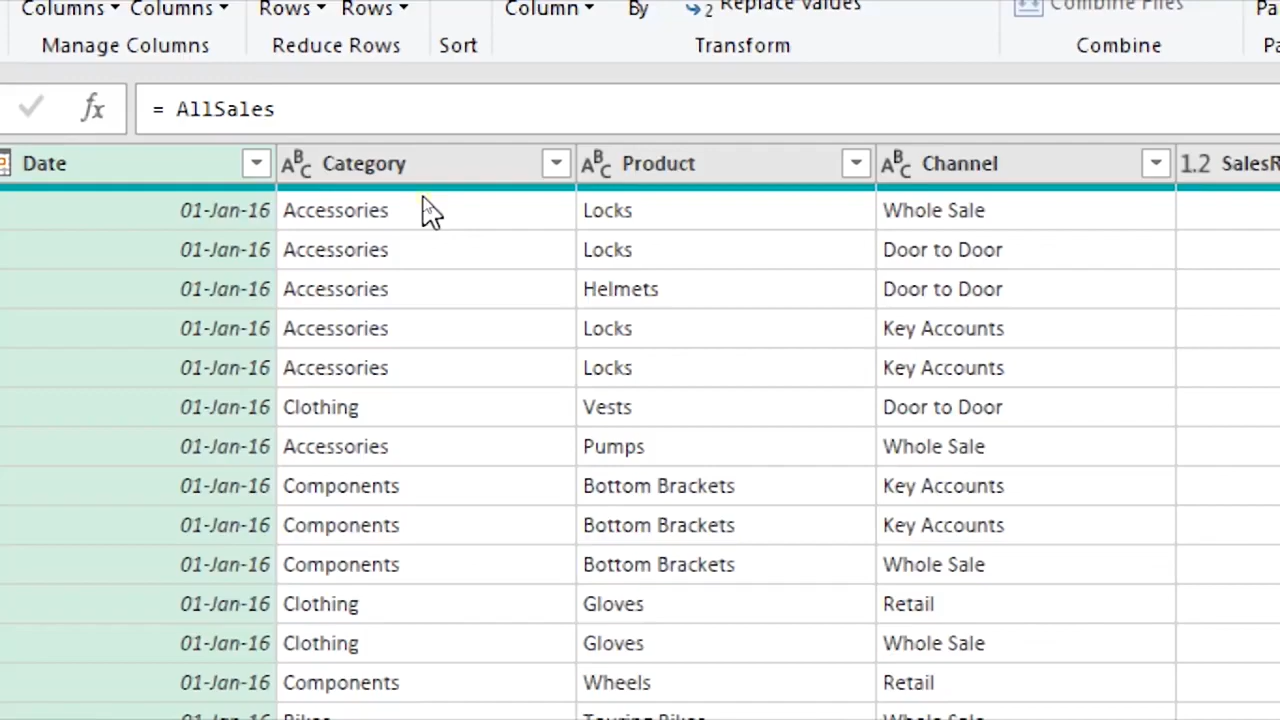 Columns Columns Rows Rows Column By Replace Values Combine Files
Manage Columns Reduce Rows Sort Transform Combine
fx = AllSales
Date ABC Category ABC Product ABC Channel 1.2
01-Jan-16 Accessories Locks Whole Sale
01-Jan-16 Accessories Locks Door to Door
01-Jan-16 Accessories Helmets Door to Door
01-Jan-16 Accessories Locks Key Accounts
01-Jan-16 Accessories Locks Key Accounts
01-Jan-16 Clothing Vests Door to Door
01-Jan-16 Accessories Pumps Whole Sale
01-Jan-16 Components Bottom Brackets Key Accounts
01-Jan-16 Components Bottom Brackets Key Accounts
01-Jan-16 Components Bottom Brackets Whole Sale
01-Jan-16 Clothing Gloves Retail
01-Jan-16 Clothing Gloves Whole Sale
01-Jan-16 Components Wheels Retail